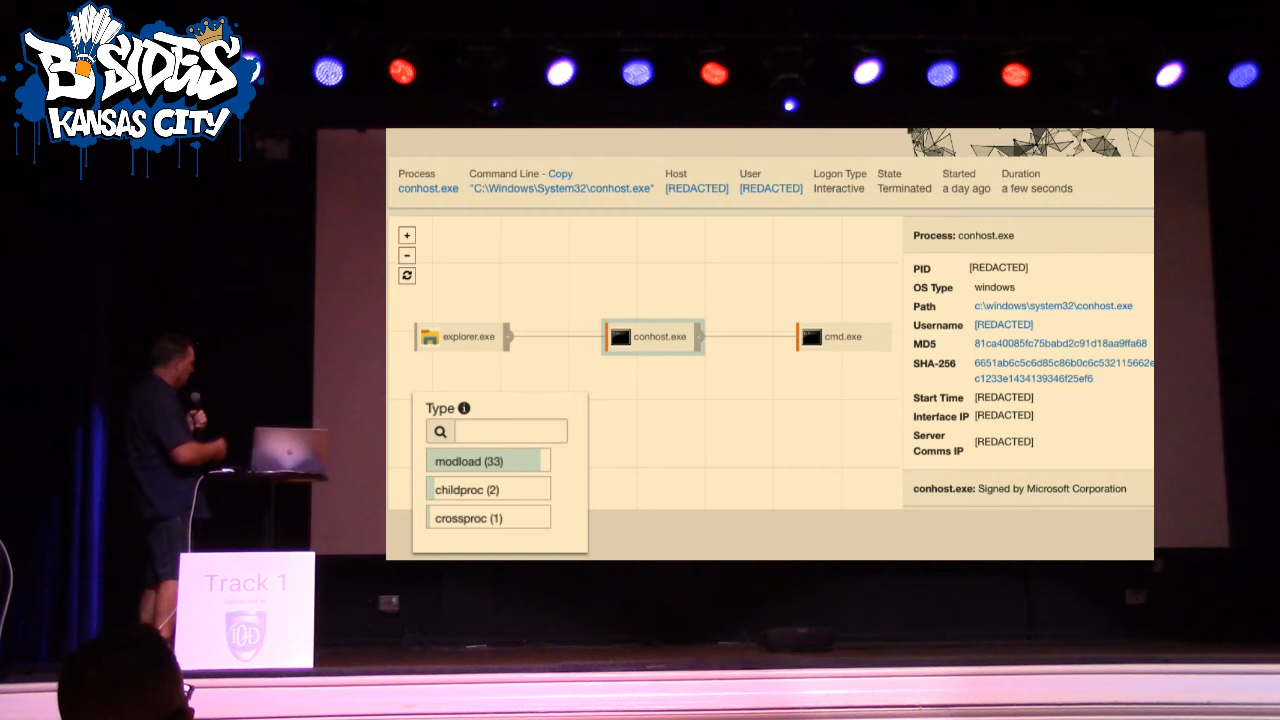 B·SIDES
KANSAS CITY
Process
Command Line - Copy
Host
User
Logon Type
State
Started
Duration
conhost.exe
"C:\Windows\System32\conhost.exe"
[REDACTED]
[REDACTED]
Interactive
Terminated
a day ago
a few seconds
+
−
explorer.exe
conhost.exe
cmd.exe
Type
modload (33)
childproc (2)
crossproc (1)
Process: conhost.exe
PID [REDACTED]
OS Type windows
Path c:\windows\system32\conhost.exe
Username [REDACTED]
MD5 81ca40085fc75babd2c91d18aa9ffa68
SHA-256 6651ab6c5c6d85c86b0c6c532115662e
c1233e1434139346f25ef6
Start Time [REDACTED]
Interface IP [REDACTED]
Server
Comms IP [REDACTED]
conhost.exe: Signed by Microsoft Corporation
Track 1